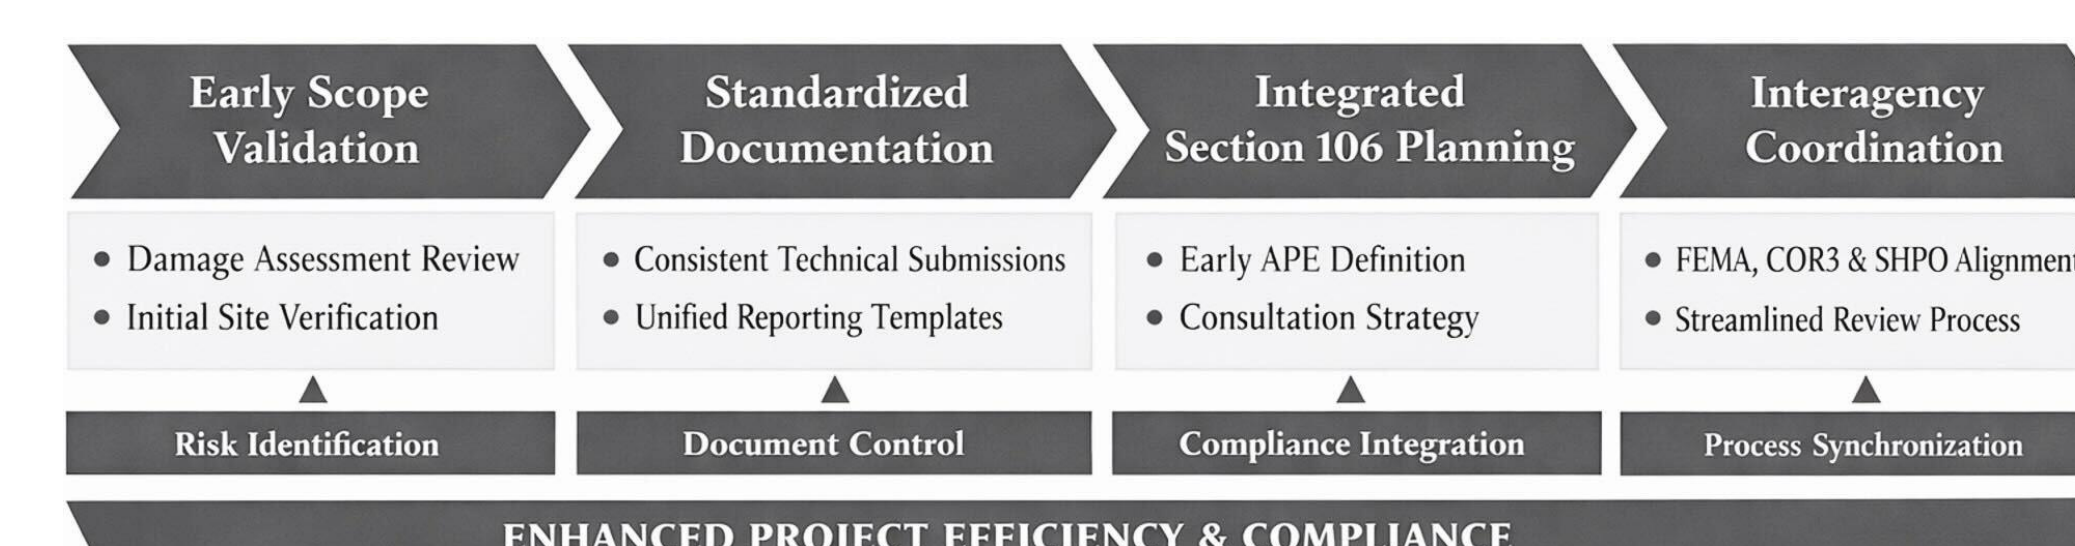 Early Scope
Validation
Standardized
Documentation
Integrated
Section 106 Planning
Interagency
Coordination
• Damage Assessment Review
• Initial Site Verification
• Consistent Technical Submissions
• Unified Reporting Templates
• Early APE Definition
• Consultation Strategy
• FEMA, COR3 & SHPO Alignment
• Streamlined Review Process
Risk Identification
Document Control
Compliance Integration
Process Synchronization
ENHANCED PROJECT EFFICIENCY & COMPLIANCE